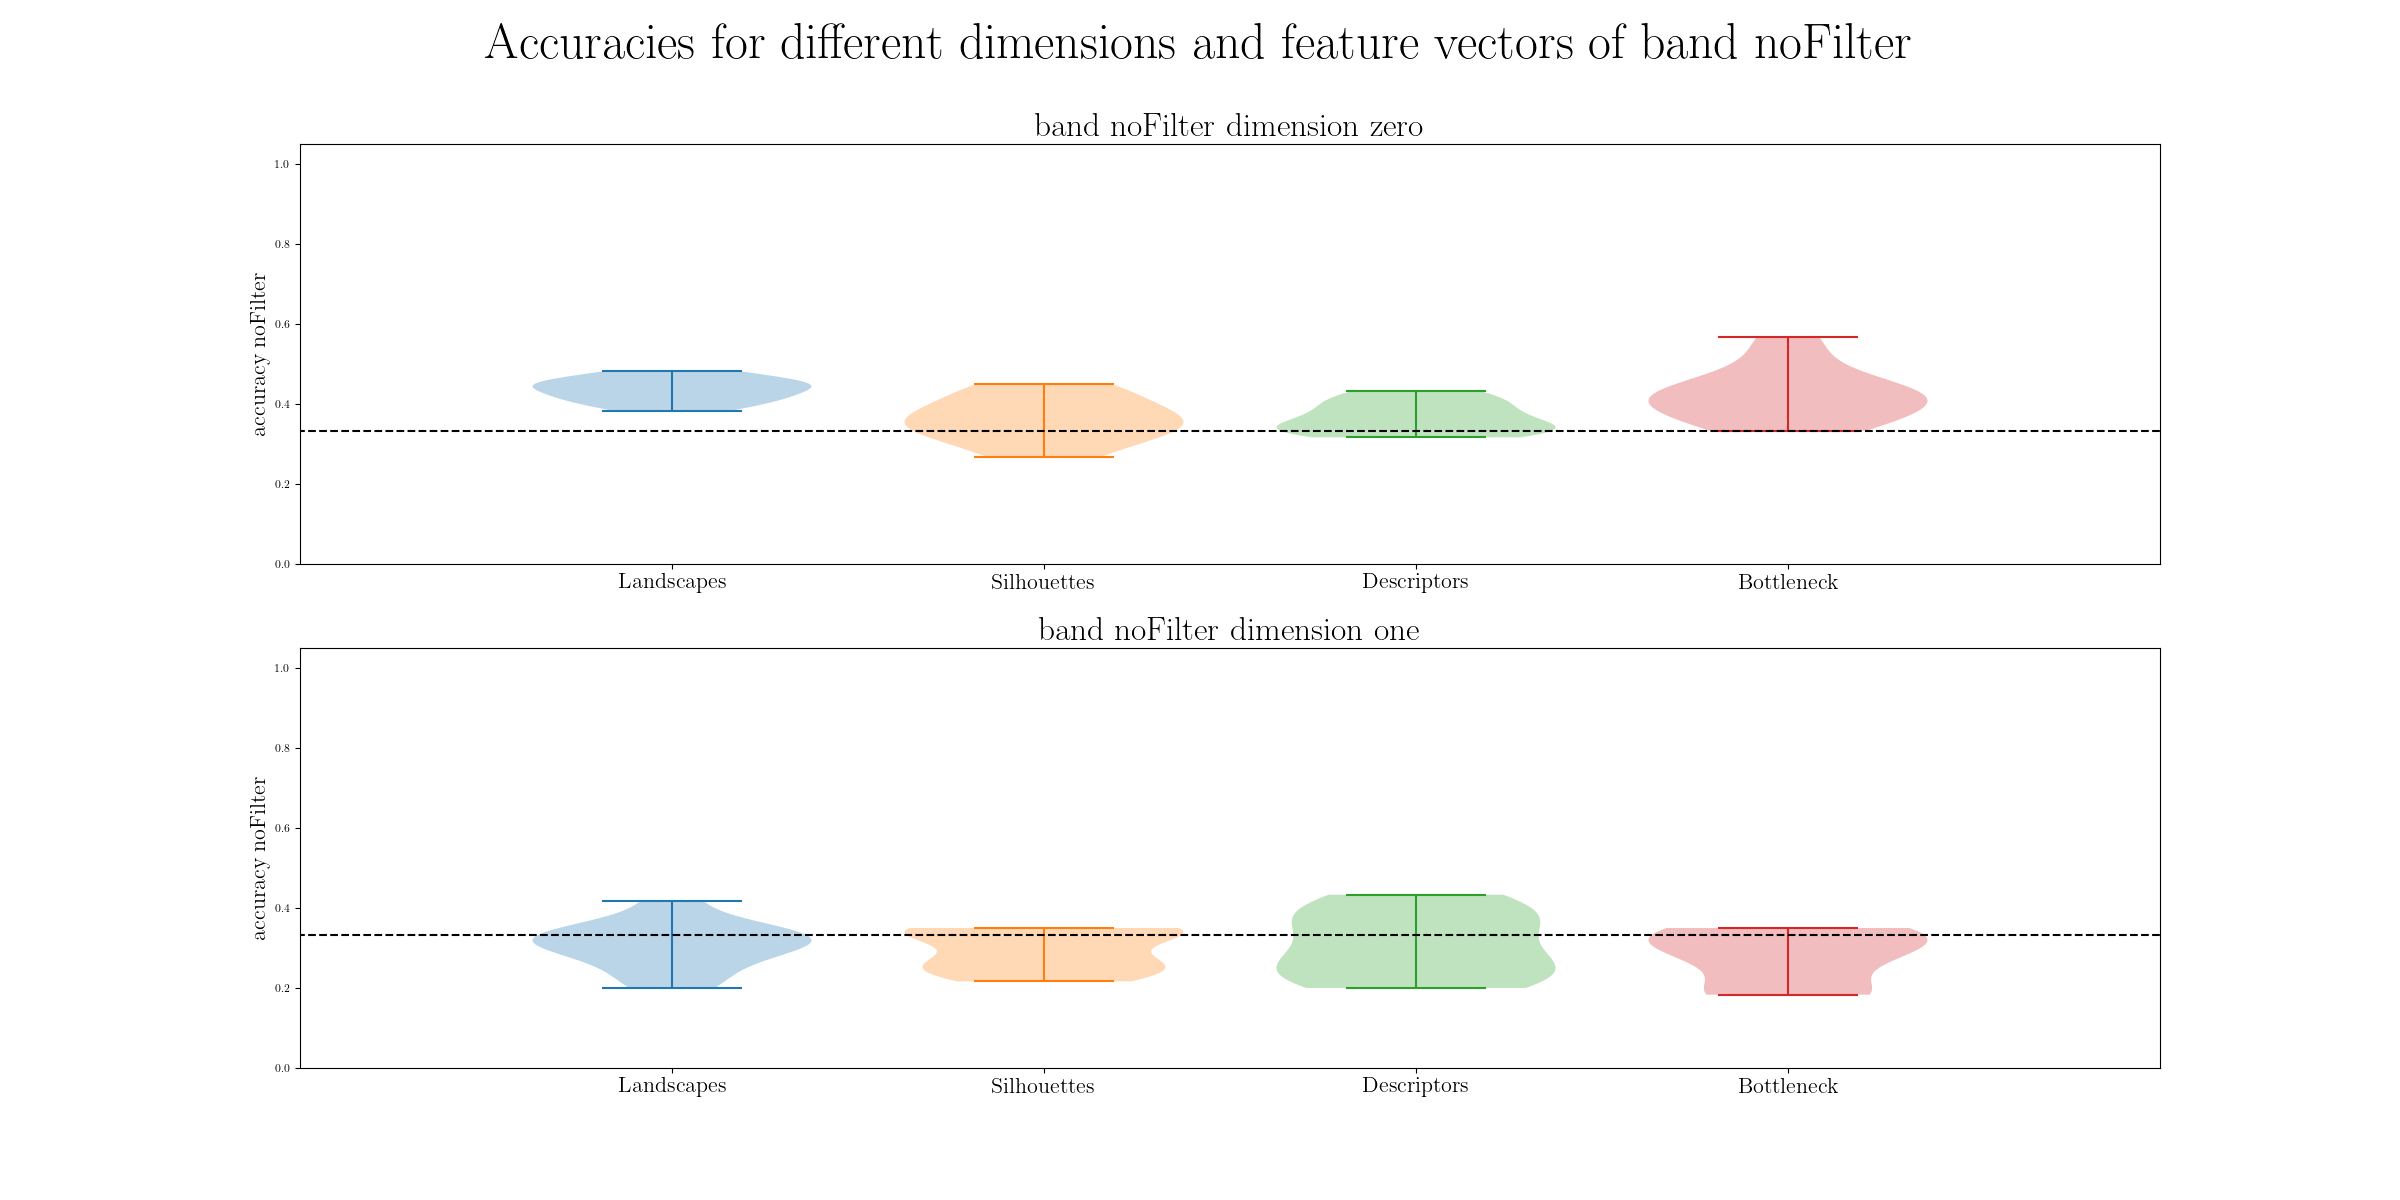 Accuracies for different dimensions and feature vectors of band noFilter
band noFilter dimension zero
accuracy noFilter
1.0
0.8
0.6
0.4
0.2
0.0
Landscapes Silhouettes Descriptors Bottleneck
band noFilter dimension one
accuracy noFilter
1.0
0.8
0.6
0.4
0.2
0.0
Landscapes Silhouettes Descriptors Bottleneck